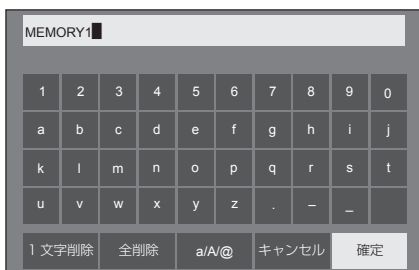 MEMORY1
1 2 3 4 5 6 7 8 9 0
a b c d e f g h i j
k l m n o p q r s t
u v w x y z . – _
1文字削除 全削除 a/A/@ キャンセル 確定